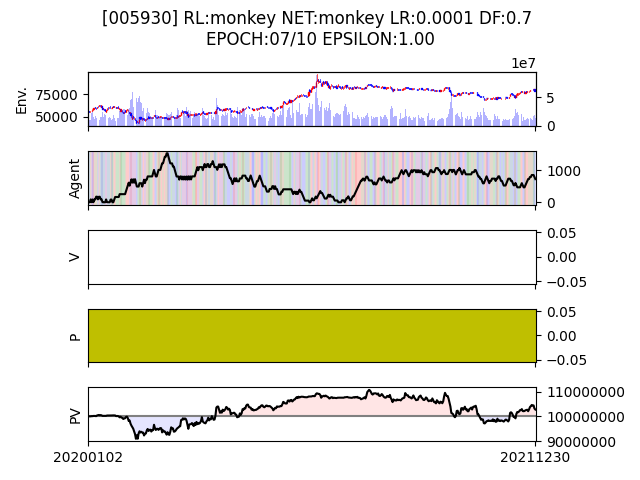 [005930] RL:monkey NET:monkey LR:0.0001 DF:0.7
EPOCH:07/10 EPSILON:1.00
1e7
Env.
75000
50000
5
0
Agent
1000
0
V
0.05
0.00
−0.05
P
0.05
0.00
−0.05
PV
110000000
100000000
90000000
20200102
20211230